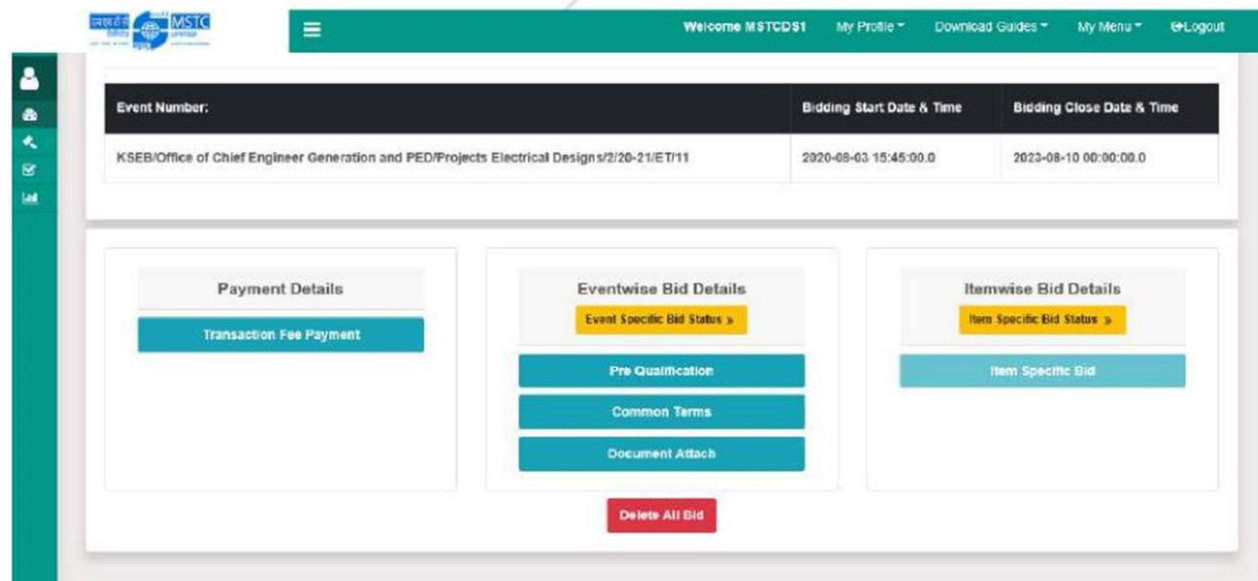 MSTC
Welcome MSTCDS1
My Profile
Download Guides
My Menu
Logout
Event Number:
Bidding Start Date & Time
Bidding Close Date & Time
KSEB/Office of Chief Engineer Generation and PED/Projects Electrical Designs/2/20-21/ET/11
2020-08-03 15:45:00.0
2023-08-10 00:00:00.0
Payment Details
Transaction Fee Payment
Eventwise Bid Details
Event Specific Bid Status »
Pre Qualification
Common Terms
Document Attach
Itemwise Bid Details
Item Specific Bid Status »
Item Specific Bid
Delete All Bid